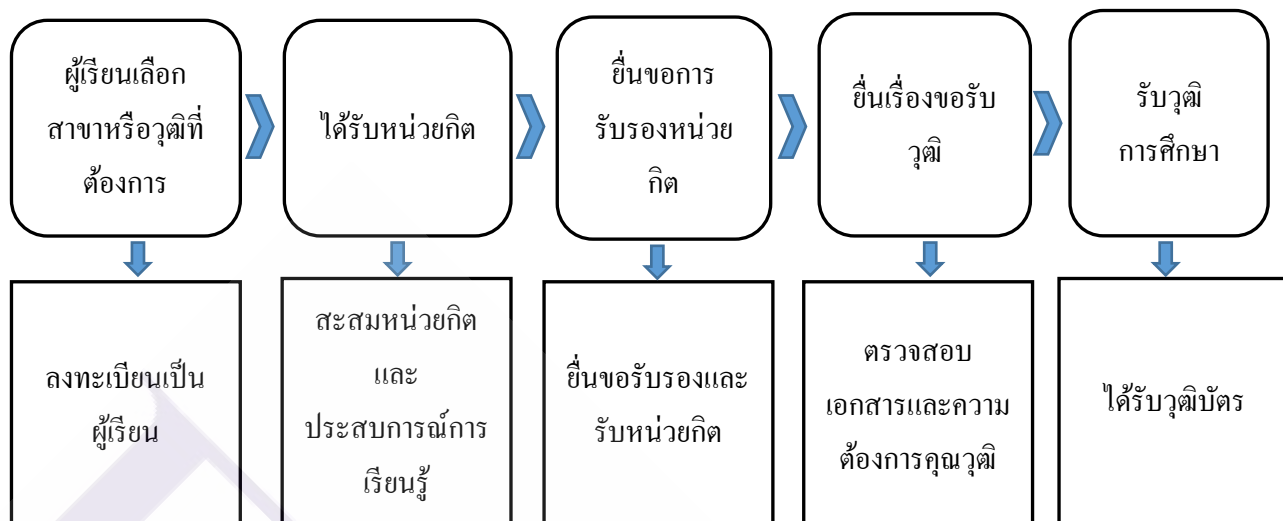 ผู้เรียนเลือก
สาขาหรือวุฒิที่
ต้องการ
ได้รับหน่วยกิต
ยื่นขอการ
รับรองหน่วย
กิต
ยื่นเรื่องขอรับ
วุฒิ
รับวุฒิ
การศึกษา
ลงทะเบียนเป็น
ผู้เรียน
สะสมหน่วยกิต
และ
ประสบการณ์การ
เรียนรู้
ยื่นขอรับรองและ
รับหน่วยกิต
ตรวจสอบ
เอกสารและความ
ต้องการคุณวุฒิ
ได้รับวุฒิบัตร